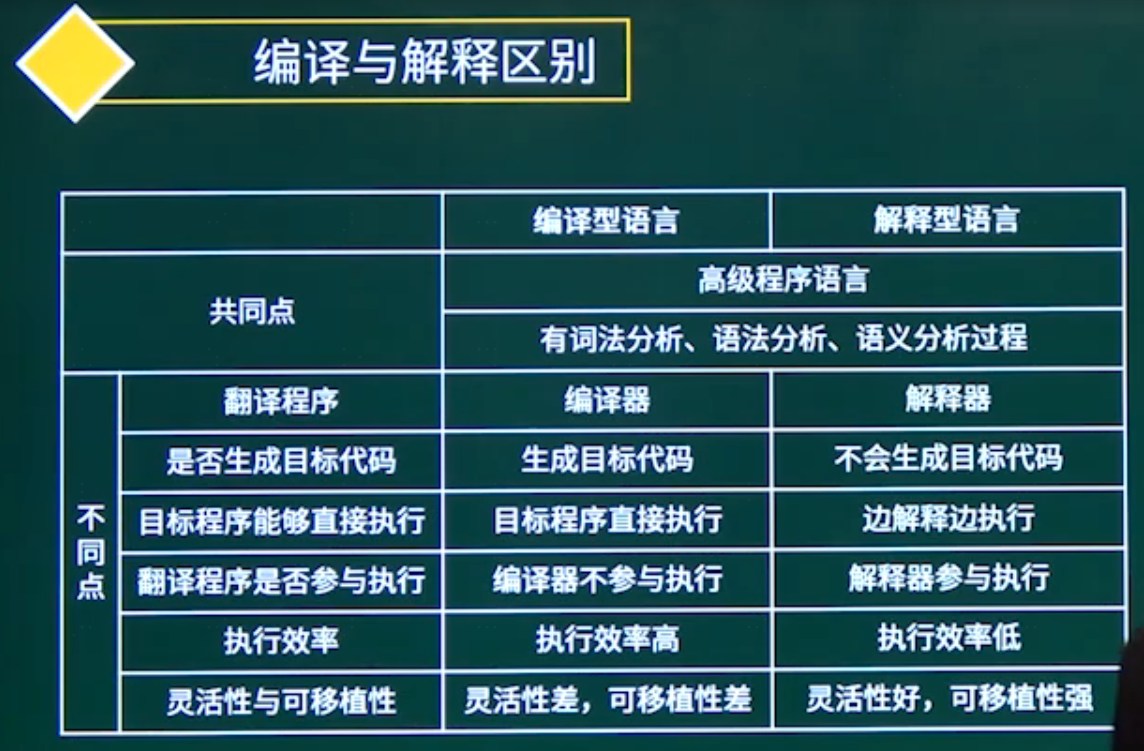 编译与解释区别
编译型语言 解释型语言
共同点 高级程序语言
有词法分析、语法分析、语义分析过程
不同点
翻译程序 编译器 解释器
是否生成目标代码 生成目标代码 不会生成目标代码
目标程序能够直接执行 目标程序直接执行 边解释边执行
翻译程序是否参与执行 编译器不参与执行 解释器参与执行
执行效率 执行效率高 执行效率低
灵活性与可移植性 灵活性差，可移植性差 灵活性好，可移植性强